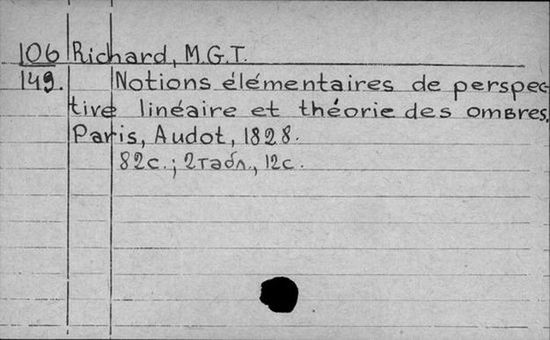 106 Richard, M.G.T.
149. Notions élémentaires de perspec-
tive linéaire et théorie des ombres.
Paris, Audot, 1828.
82с.; 2табл., 12с.